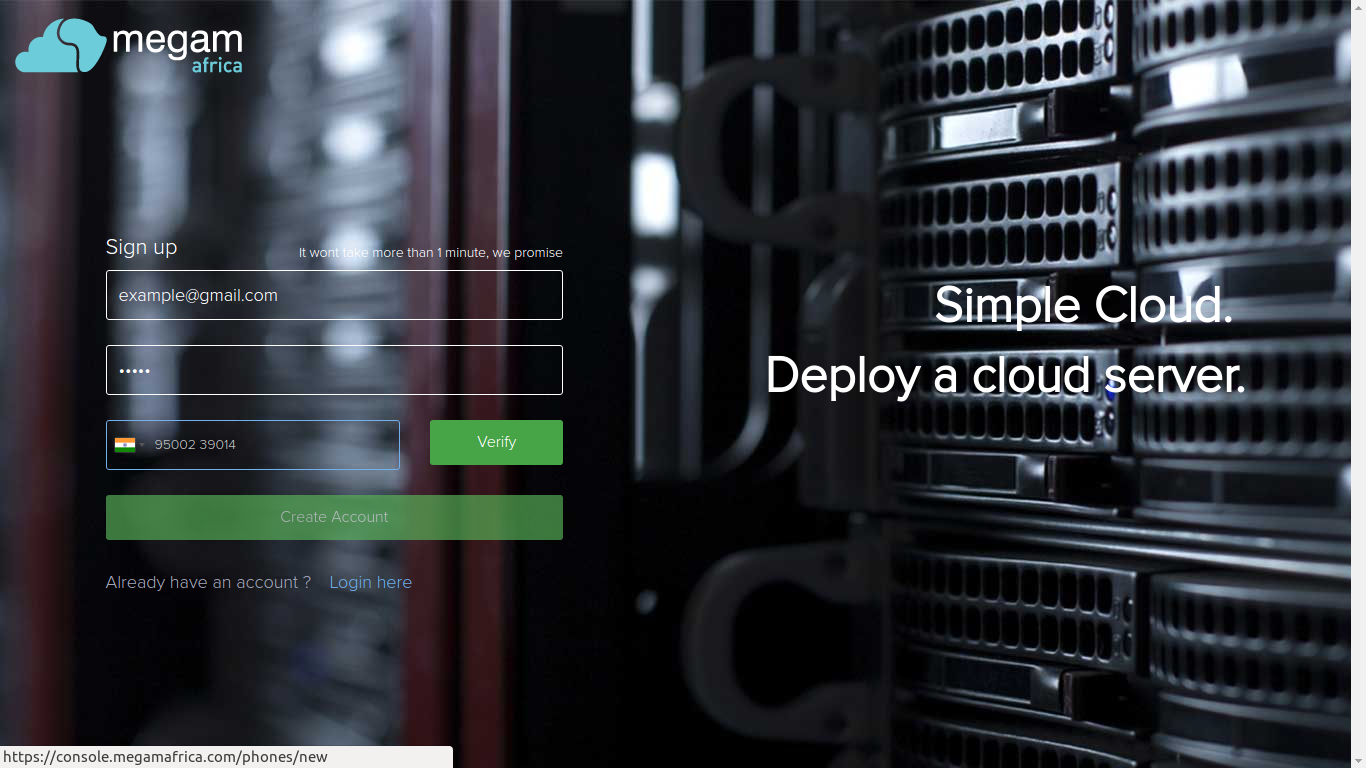 megam
africa
Sign up
It wont take more than 1 minute, we promise
example@gmail.com
•••••
95002 39014
Verify
Create Account
Already have an account ? Login here
Simple Cloud.
Deploy a cloud server.
https://console.megamafrica.com/phones/new